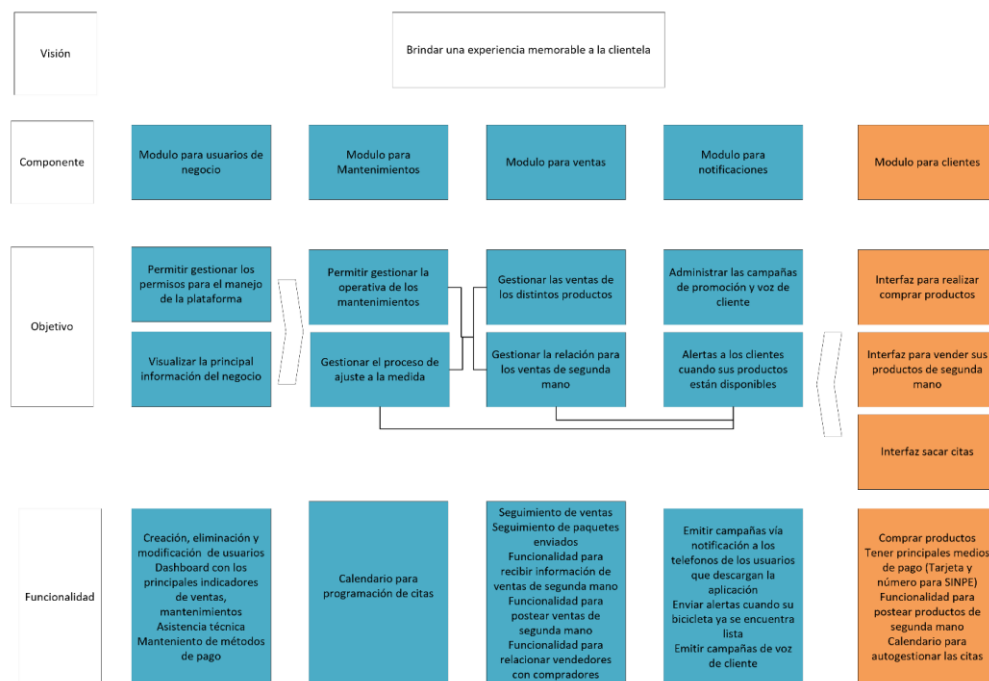 Visión
Brindar una experiencia memorable a la clientela
Componente
Modulo para usuarios de
negocio
Modulo para
Mantenimientos
Modulo para ventas
Modulo para
notificaciones
Modulo para clientes
Objetivo
Permitir gestionar los
permisos para el manejo
de la plataforma
Permitir gestionar la
operativa de los
mantenimientos
Gestionar las ventas de
los distintos productos
Administrar las campañas
de promoción y voz de
cliente
Interfaz para realizar
comprar productos
Visualizar la principal
información del negocio
Gestionar el proceso de
ajuste a la medida
Gestionar la relación para
los ventas de segunda
mano
Alertas a los clientes
cuando sus productos
están disponibles
Interfaz para vender sus
productos de segunda
mano
Interfaz sacar citas
Funcionalidad
Creación, eliminación y
modificación de usuarios
Dashboard con los
principales indicadores
de ventas,
mantenimientos
Asistencia técnica
Manteniento de métodos
de pago
Calendario para
programación de citas
Seguimiento de ventas
Seguimiento de paquetes
enviados
Funcionalidad para
recibir información de
ventas de segunda mano
Funcionalidad para
postear ventas de
segunda mano
Funcionalidad para
relacionar vendedores
con compradores
Emitir campañas vía
notificación a los
telefonos de los usuarios
que descargan la
aplicación
Enviar alertas cuando su
bicicleta ya se encuentra
lista
Emitir campañas de voz
de cliente
Comprar productos
Tener principales medios
de pago (Tarjeta y
número para SINPE)
Funcionalidad para
postear productos de
segunda mano
Calendario para
autogestionar las citas